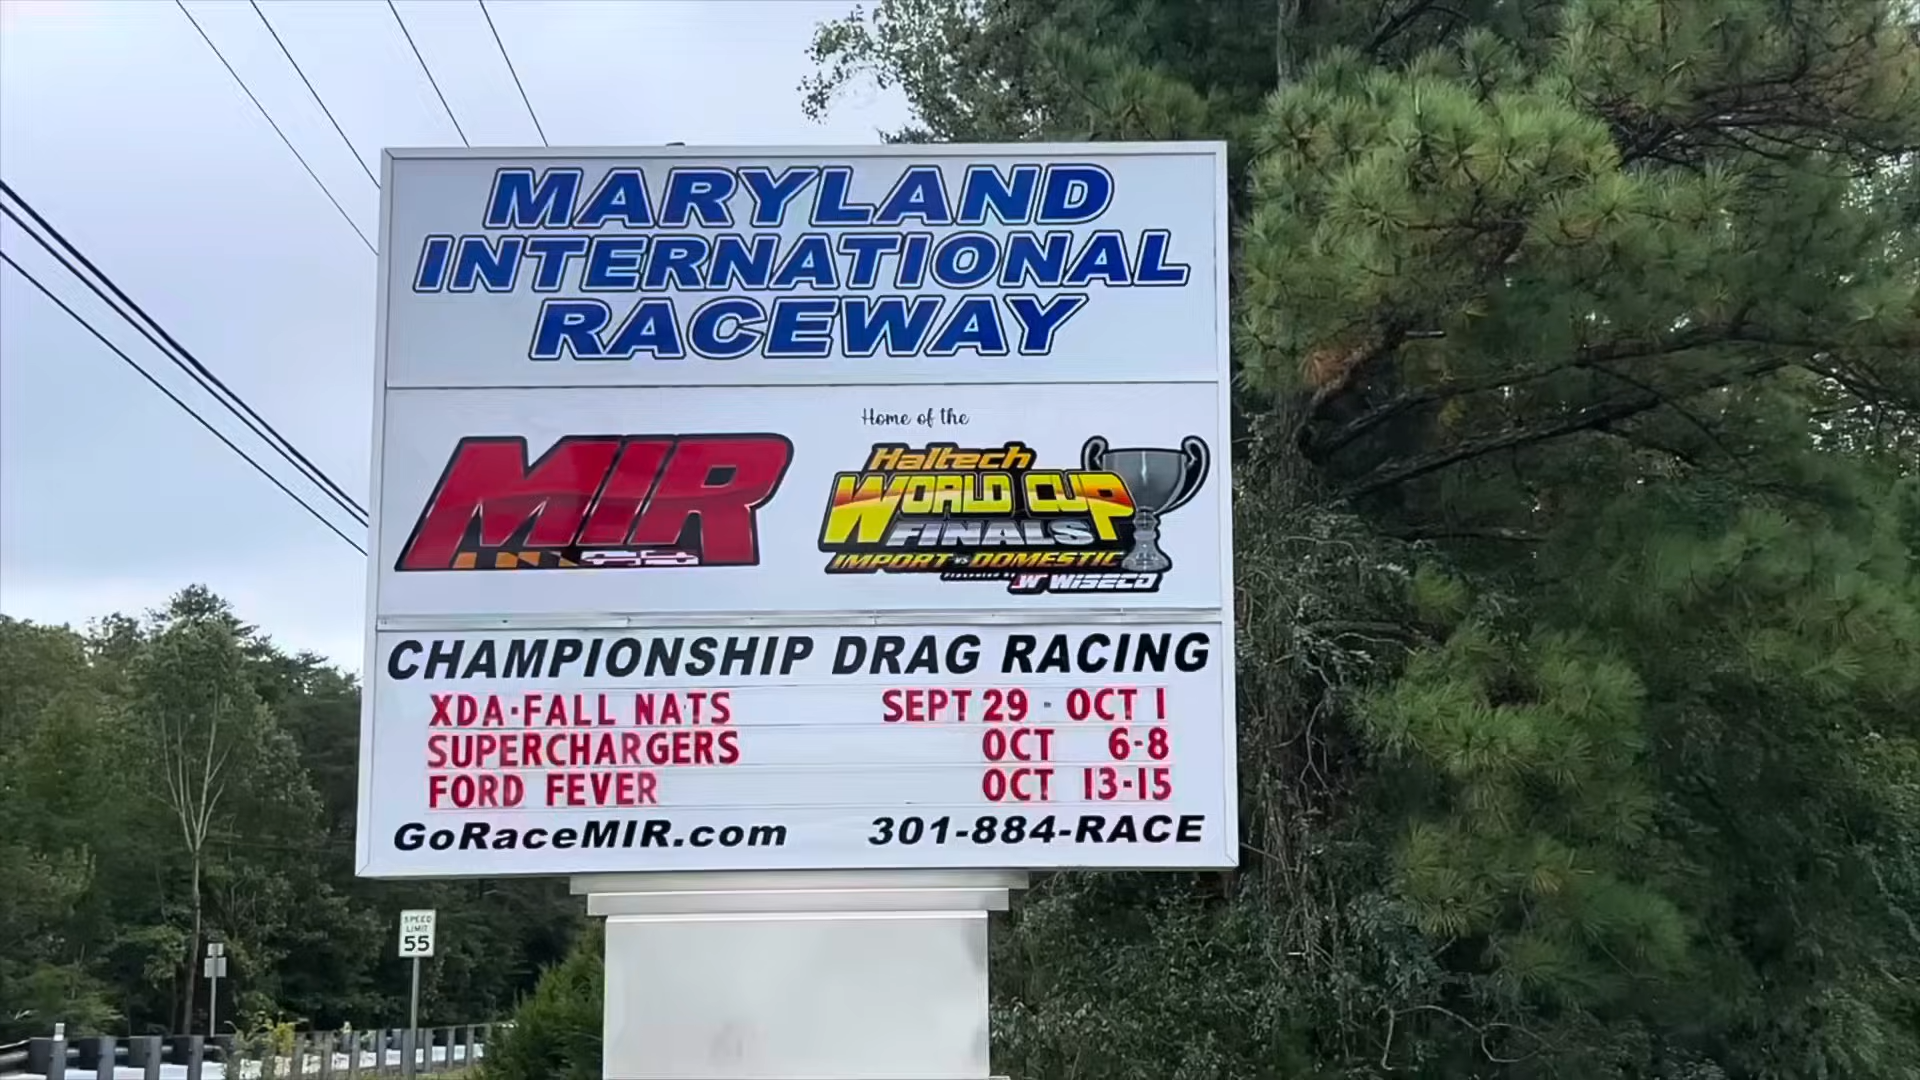 MARYLAND
INTERNATIONAL
RACEWAY
Home of the
MIR
Haltech
WORLD CUP
FINALS
IMPORT vs DOMESTIC
PRESENTED BY WISECO
CHAMPIONSHIP DRAG RACING
XDA·FALL NATS SEPT 29 - OCT 1
SUPERCHARGERS OCT 6-8
FORD FEVER OCT 13-15
GoRaceMIR.com 301-884-RACE
SPEED
LIMIT
55